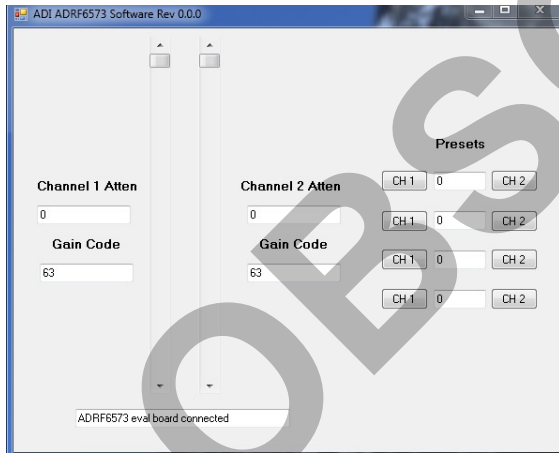 ADI ADRF6573 Software Rev 0.0.0
Presets
Channel 1 Atten
Channel 2 Atten
CH 1 0 CH 2
0
0
CH 1 0 CH 2
Gain Code
Gain Code
CH 1 0 CH 2
63
63
CH 1 0 CH 2
ADRF6573 eval board connected
OBS